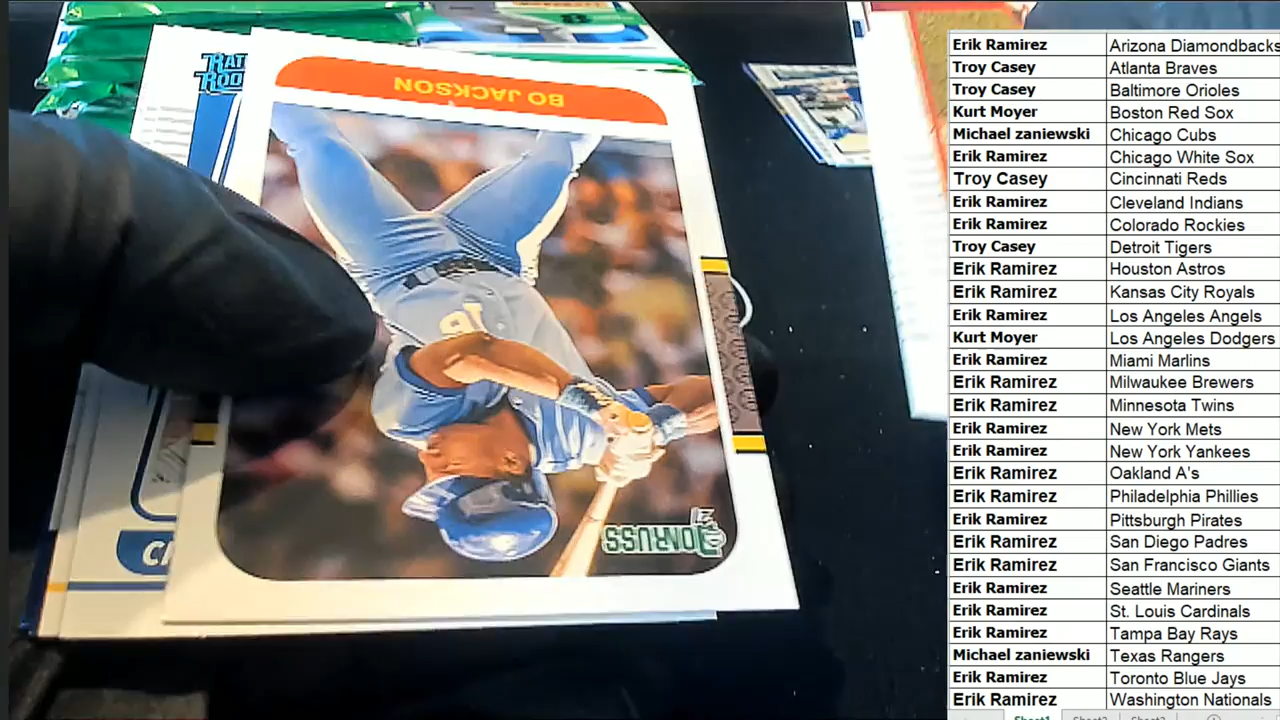 BO JACKSON
RATED
ROOKIE
16
DONRUSS
21
Erik Ramirez Arizona Diamondbacks
Troy Casey Atlanta Braves
Troy Casey Baltimore Orioles
Kurt Moyer Boston Red Sox
Michael zaniewski Chicago Cubs
Erik Ramirez Chicago White Sox
Troy Casey Cincinnati Reds
Erik Ramirez Cleveland Indians
Erik Ramirez Colorado Rockies
Troy Casey Detroit Tigers
Erik Ramirez Houston Astros
Erik Ramirez Kansas City Royals
Erik Ramirez Los Angeles Angels
Kurt Moyer Los Angeles Dodgers
Erik Ramirez Miami Marlins
Erik Ramirez Milwaukee Brewers
Erik Ramirez Minnesota Twins
Erik Ramirez New York Mets
Erik Ramirez New York Yankees
Erik Ramirez Oakland A's
Erik Ramirez Philadelphia Phillies
Erik Ramirez Pittsburgh Pirates
Erik Ramirez San Diego Padres
Erik Ramirez San Francisco Giants
Erik Ramirez Seattle Mariners
Erik Ramirez St. Louis Cardinals
Erik Ramirez Tampa Bay Rays
Michael zaniewski Texas Rangers
Erik Ramirez Toronto Blue Jays
Erik Ramirez Washington Nationals
Sheet1 Sheet2 Sheet3